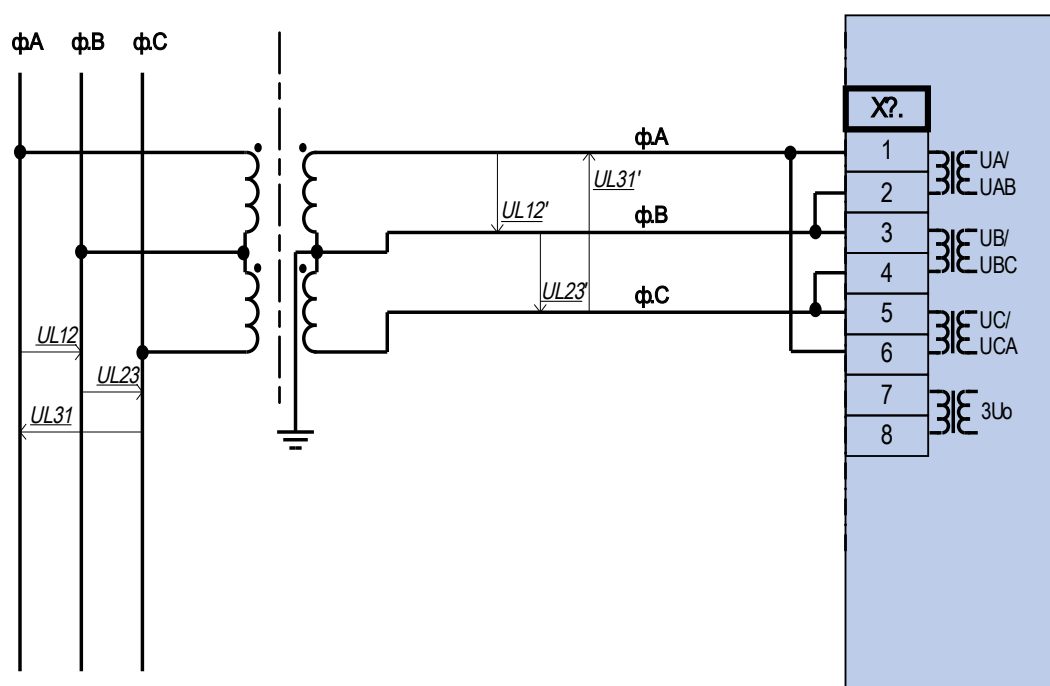 ф.A ф.B ф.C
X?.
ф.A
1
UA/
UAB
UL31'
2
UL12'
ф.B
3
UB/
UBC
4
UL23'
ф.C
5
UC/
UCA
UL12
6
UL23
7
UL31
3Uo
8